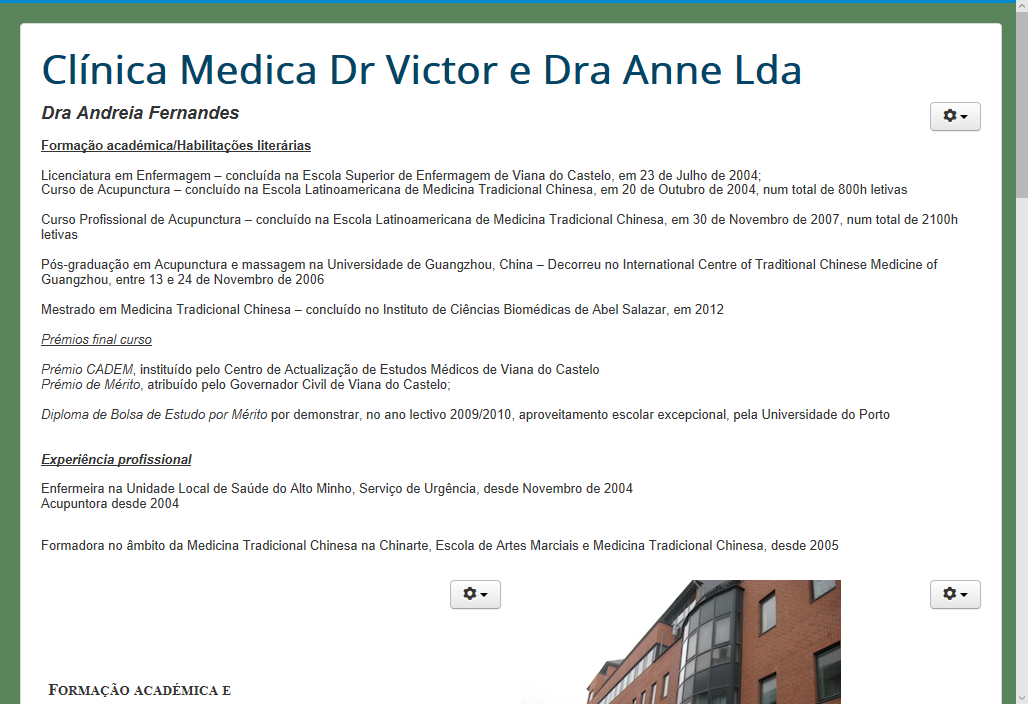 Clínica Medica Dr Victor e Dra Anne Lda
Dra Andreia Fernandes
Formação académica/Habilitações literárias
Licenciatura em Enfermagem – concluída na Escola Superior de Enfermagem de Viana do Castelo, em 23 de Julho de 2004;
Curso de Acupunctura – concluído na Escola Latinoamericana de Medicina Tradicional Chinesa, em 20 de Outubro de 2004, num total de 800h letivas
Curso Profissional de Acupunctura – concluído na Escola Latinoamericana de Medicina Tradicional Chinesa, em 30 de Novembro de 2007, num total de 2100h
letivas
Pós-graduação em Acupunctura e massagem na Universidade de Guangzhou, China – Decorreu no International Centre of Traditional Chinese Medicine of
Guangzhou, entre 13 e 24 de Novembro de 2006
Mestrado em Medicina Tradicional Chinesa – concluído no Instituto de Ciências Biomédicas de Abel Salazar, em 2012
Prémios final curso
Prémio CADEM, instituído pelo Centro de Actualização de Estudos Médicos de Viana do Castelo
Prémio de Mérito, atribuído pelo Governador Civil de Viana do Castelo;
Diploma de Bolsa de Estudo por Mérito por demonstrar, no ano lectivo 2009/2010, aproveitamento escolar excepcional, pela Universidade do Porto
Experiência profissional
Enfermeira na Unidade Local de Saúde do Alto Minho, Serviço de Urgência, desde Novembro de 2004
Acupuntora desde 2004
Formadora no âmbito da Medicina Tradicional Chinesa na Chinarte, Escola de Artes Marciais e Medicina Tradicional Chinesa, desde 2005
FORMAÇÃO ACADÉMICA E